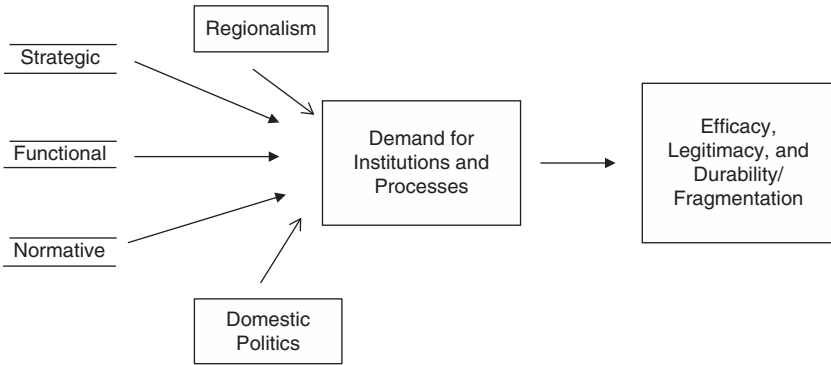 Regionalism
Strategic
Functional
Normative
Demand for
Institutions and
Processes
Efficacy,
Legitimacy, and
Durability/
Fragmentation
Domestic
Politics